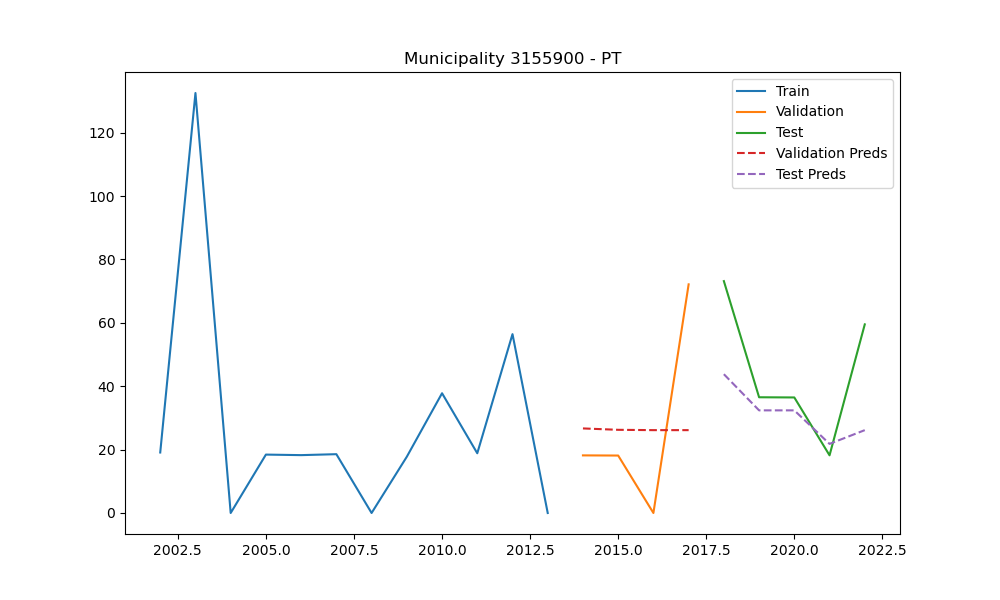 Municipality 3155900 - PT
Train
Validation
Test
Validation Preds
Test Preds
120
100
80
60
40
20
0
2002.5 2005.0 2007.5 2010.0 2012.5 2015.0 2017.5 2020.0 2022.5